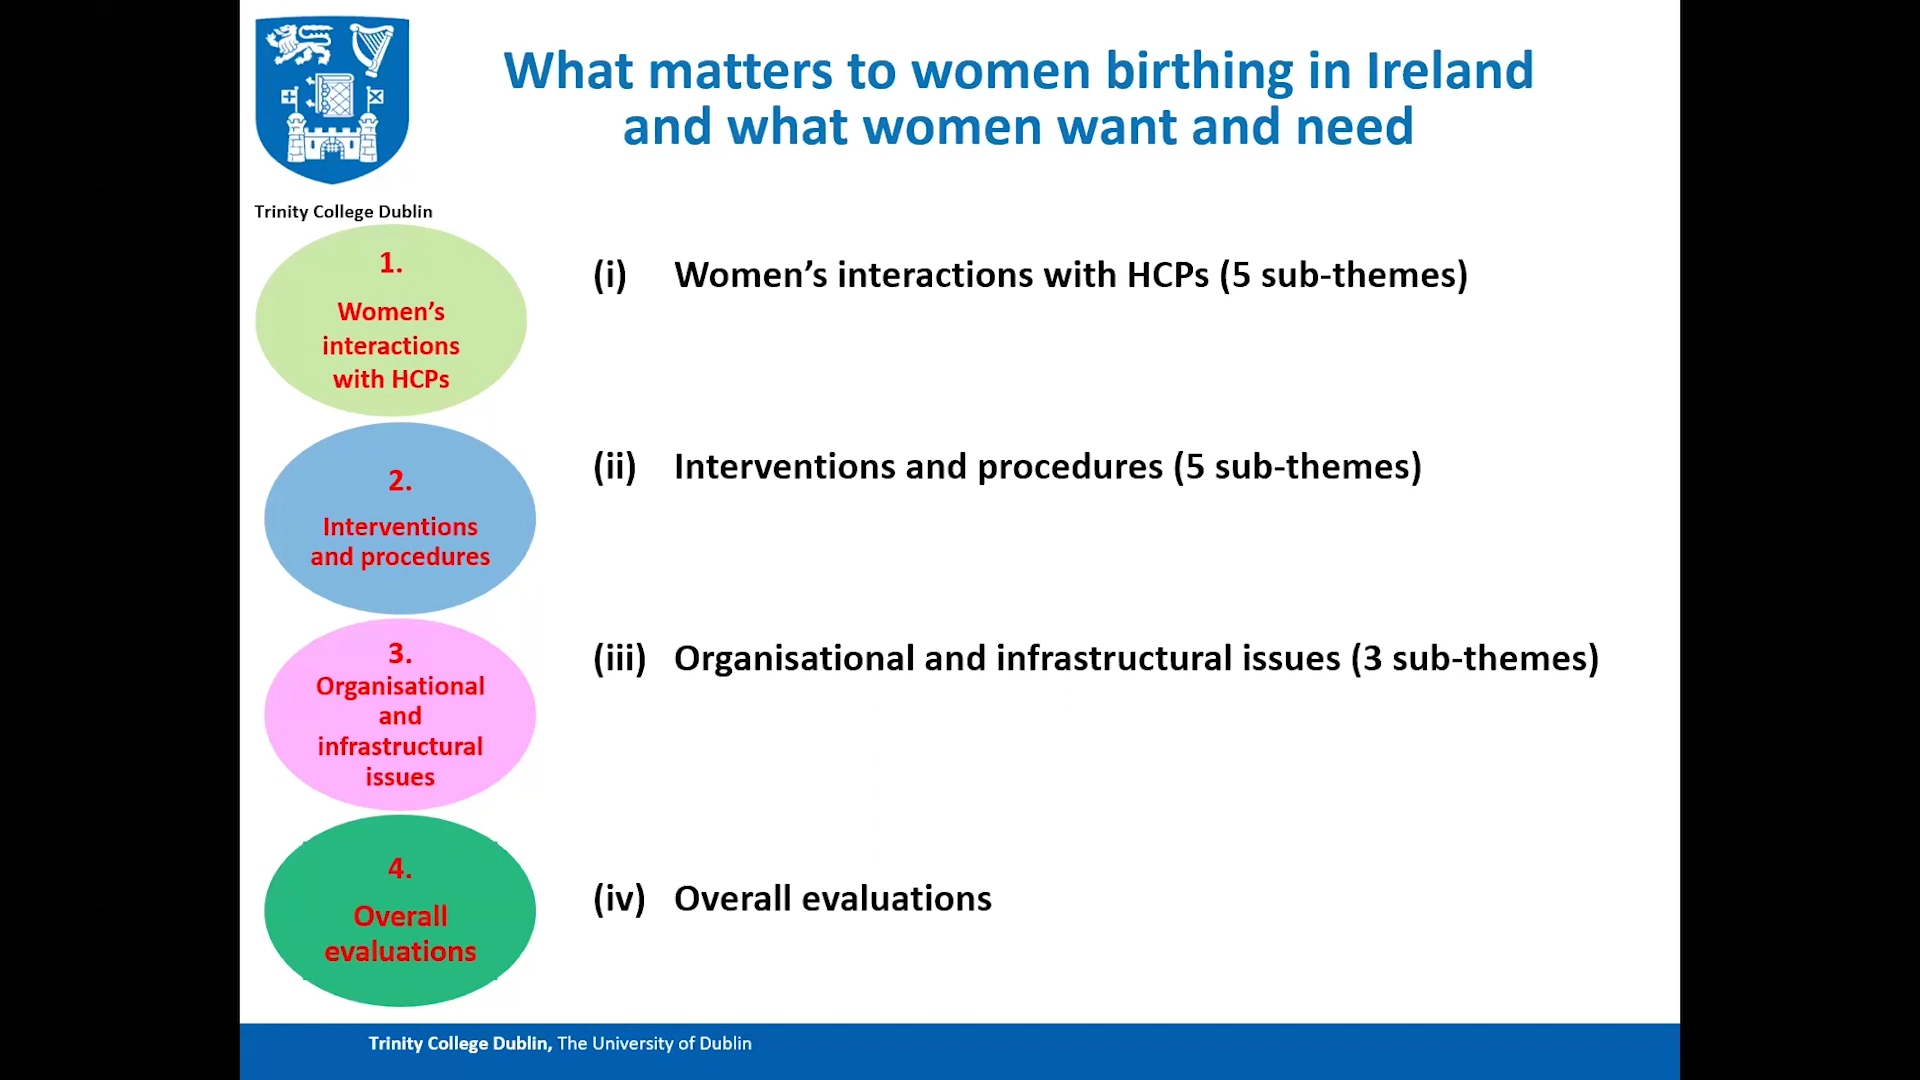 What matters to women birthing in Ireland
and what women want and need
Trinity College Dublin
1.
Women’s
interactions
with HCPs
(i) Women’s interactions with HCPs (5 sub-themes)
2.
Interventions
and procedures
(ii) Interventions and procedures (5 sub-themes)
3.
Organisational
and
infrastructural
issues
(iii) Organisational and infrastructural issues (3 sub-themes)
4.
Overall
evaluations
(iv) Overall evaluations
Trinity College Dublin, The University of Dublin